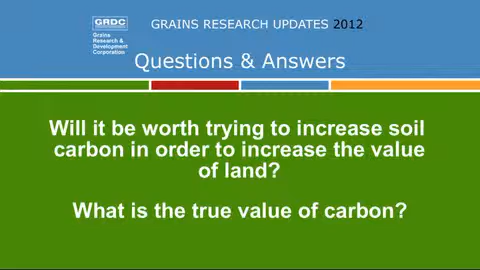 GRDC
Grains
Research &
Development
Corporation
GRAINS RESEARCH UPDATES 2012
Questions & Answers
Will it be worth trying to increase soil
carbon in order to increase the value
of land?
What is the true value of carbon?